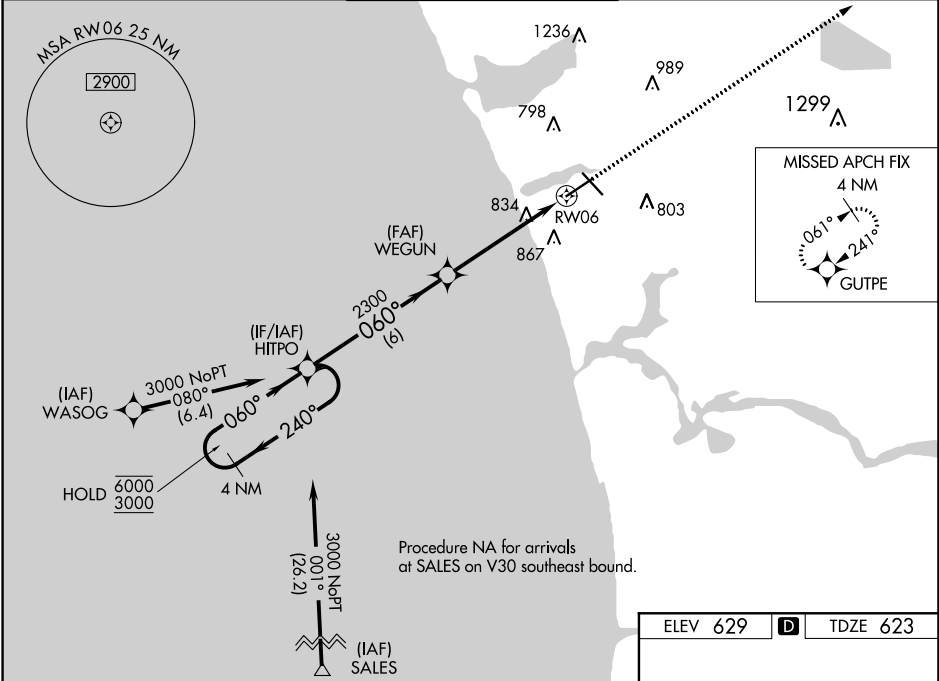 MSA RW06 25 NM
2900
1236
989
798
1299
MISSED APCH FIX
4 NM
061°
241°
GUTPE
834
RW06
803
867
(FAF)
WEGUN
2300
060°
(6)
(IF/IAF)
HITPO
3000 NoPT
080°
(6.4)
(IAF)
WASOG
060°
240°
HOLD
6000
3000
4 NM
3000 NoPT
001°
(26.2)
Procedure NA for arrivals
at SALES on V30 southeast bound.
(IAF)
SALES
ELEV 629 D TDZE 623